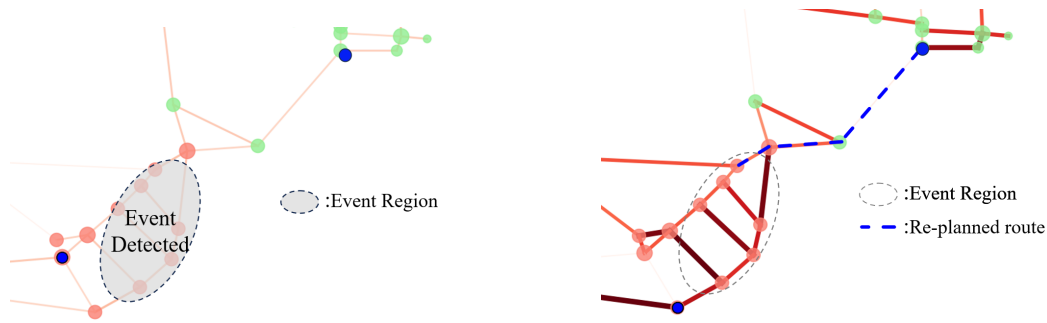 Event
Detected
:Event Region
:Event Region
:Re-planned route